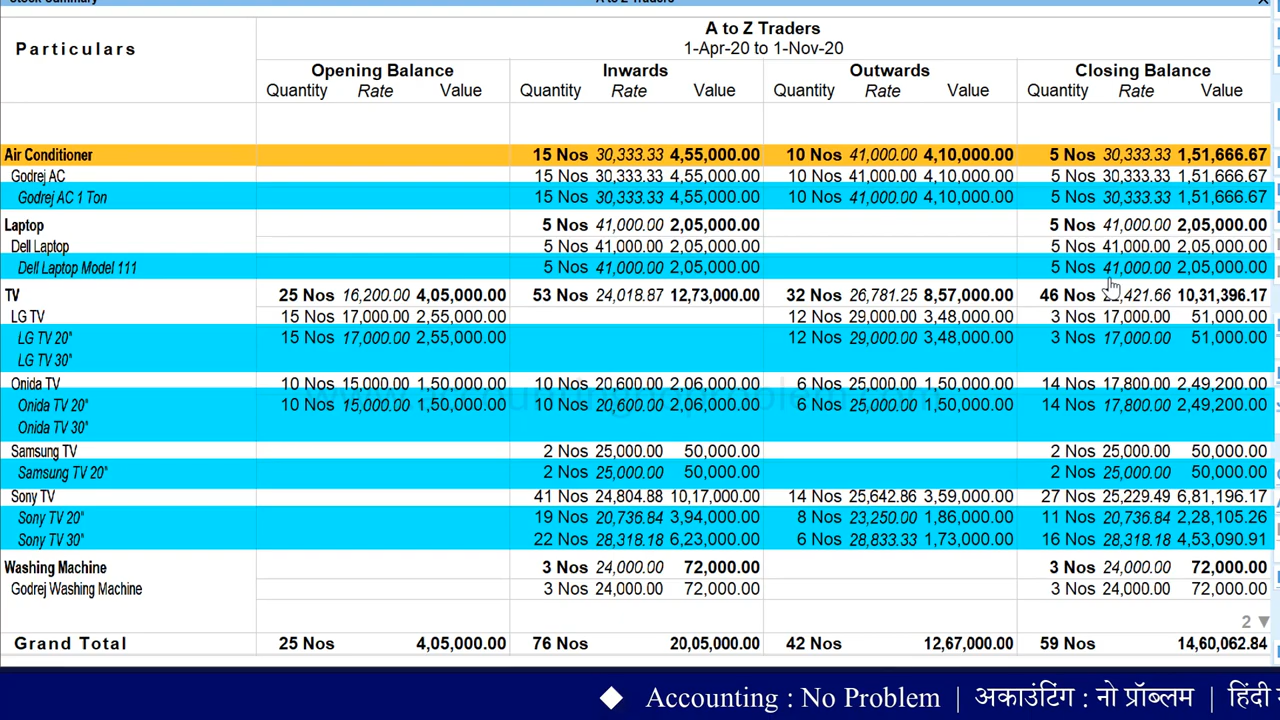 Stock Summary A to Z Traders
Particulars
A to Z Traders
1-Apr-20 to 1-Nov-20
Opening Balance Inwards Outwards Closing Balance
Quantity Rate Value Quantity Rate Value Quantity Rate Value Quantity Rate Value
Air Conditioner 15 Nos 30,333.33 4,55,000.00 10 Nos 41,000.00 4,10,000.00 5 Nos 30,333.33 1,51,666.67
Godrej AC 15 Nos 30,333.33 4,55,000.00 10 Nos 41,000.00 4,10,000.00 5 Nos 30,333.33 1,51,666.67
Godrej AC 1 Ton 15 Nos 30,333.33 4,55,000.00 10 Nos 41,000.00 4,10,000.00 5 Nos 30,333.33 1,51,666.67
Laptop 5 Nos 41,000.00 2,05,000.00 5 Nos 41,000.00 2,05,000.00
Dell Laptop 5 Nos 41,000.00 2,05,000.00 5 Nos 41,000.00 2,05,000.00
Dell Laptop Model 111 5 Nos 41,000.00 2,05,000.00 5 Nos 41,000.00 2,05,000.00
TV 25 Nos 16,200.00 4,05,000.00 53 Nos 24,018.87 12,73,000.00 32 Nos 26,781.25 8,57,000.00 46 Nos 10,31,396.17
LG TV 15 Nos 17,000.00 2,55,000.00 12 Nos 29,000.00 3,48,000.00 3 Nos 17,000.00 51,000.00
LG TV 20" 15 Nos 17,000.00 2,55,000.00 12 Nos 29,000.00 3,48,000.00 3 Nos 17,000.00 51,000.00
LG TV 30"
Onida TV 10 Nos 15,000.00 1,50,000.00 10 Nos 20,600.00 2,06,000.00 6 Nos 25,000.00 1,50,000.00 14 Nos 17,800.00 2,49,200.00
Onida TV 20" 10 Nos 15,000.00 1,50,000.00 10 Nos 20,600.00 2,06,000.00 6 Nos 25,000.00 1,50,000.00 14 Nos 17,800.00 2,49,200.00
Onida TV 30"
Samsung TV 2 Nos 25,000.00 50,000.00 2 Nos 25,000.00 50,000.00
Samsung TV 20" 2 Nos 25,000.00 50,000.00 2 Nos 25,000.00 50,000.00
Sony TV 41 Nos 24,804.88 10,17,000.00 14 Nos 25,642.86 3,59,000.00 27 Nos 25,229.49 6,81,196.17
Sony TV 20" 19 Nos 20,736.84 3,94,000.00 8 Nos 23,250.00 1,86,000.00 11 Nos 20,736.84 2,28,105.26
Sony TV 30" 22 Nos 28,318.18 6,23,000.00 6 Nos 28,833.33 1,73,000.00 16 Nos 28,318.18 4,53,090.91
Washing Machine 3 Nos 24,000.00 72,000.00 3 Nos 24,000.00 72,000.00
Godrej Washing Machine 3 Nos 24,000.00 72,000.00 3 Nos 24,000.00 72,000.00
2 ▼
Grand Total 25 Nos 4,05,000.00 76 Nos 20,05,000.00 42 Nos 12,67,000.00 59 Nos 14,60,062.84
◆ Accounting : No Problem | अकाउंटिंग : नो प्रॉब्लम | हिंदी